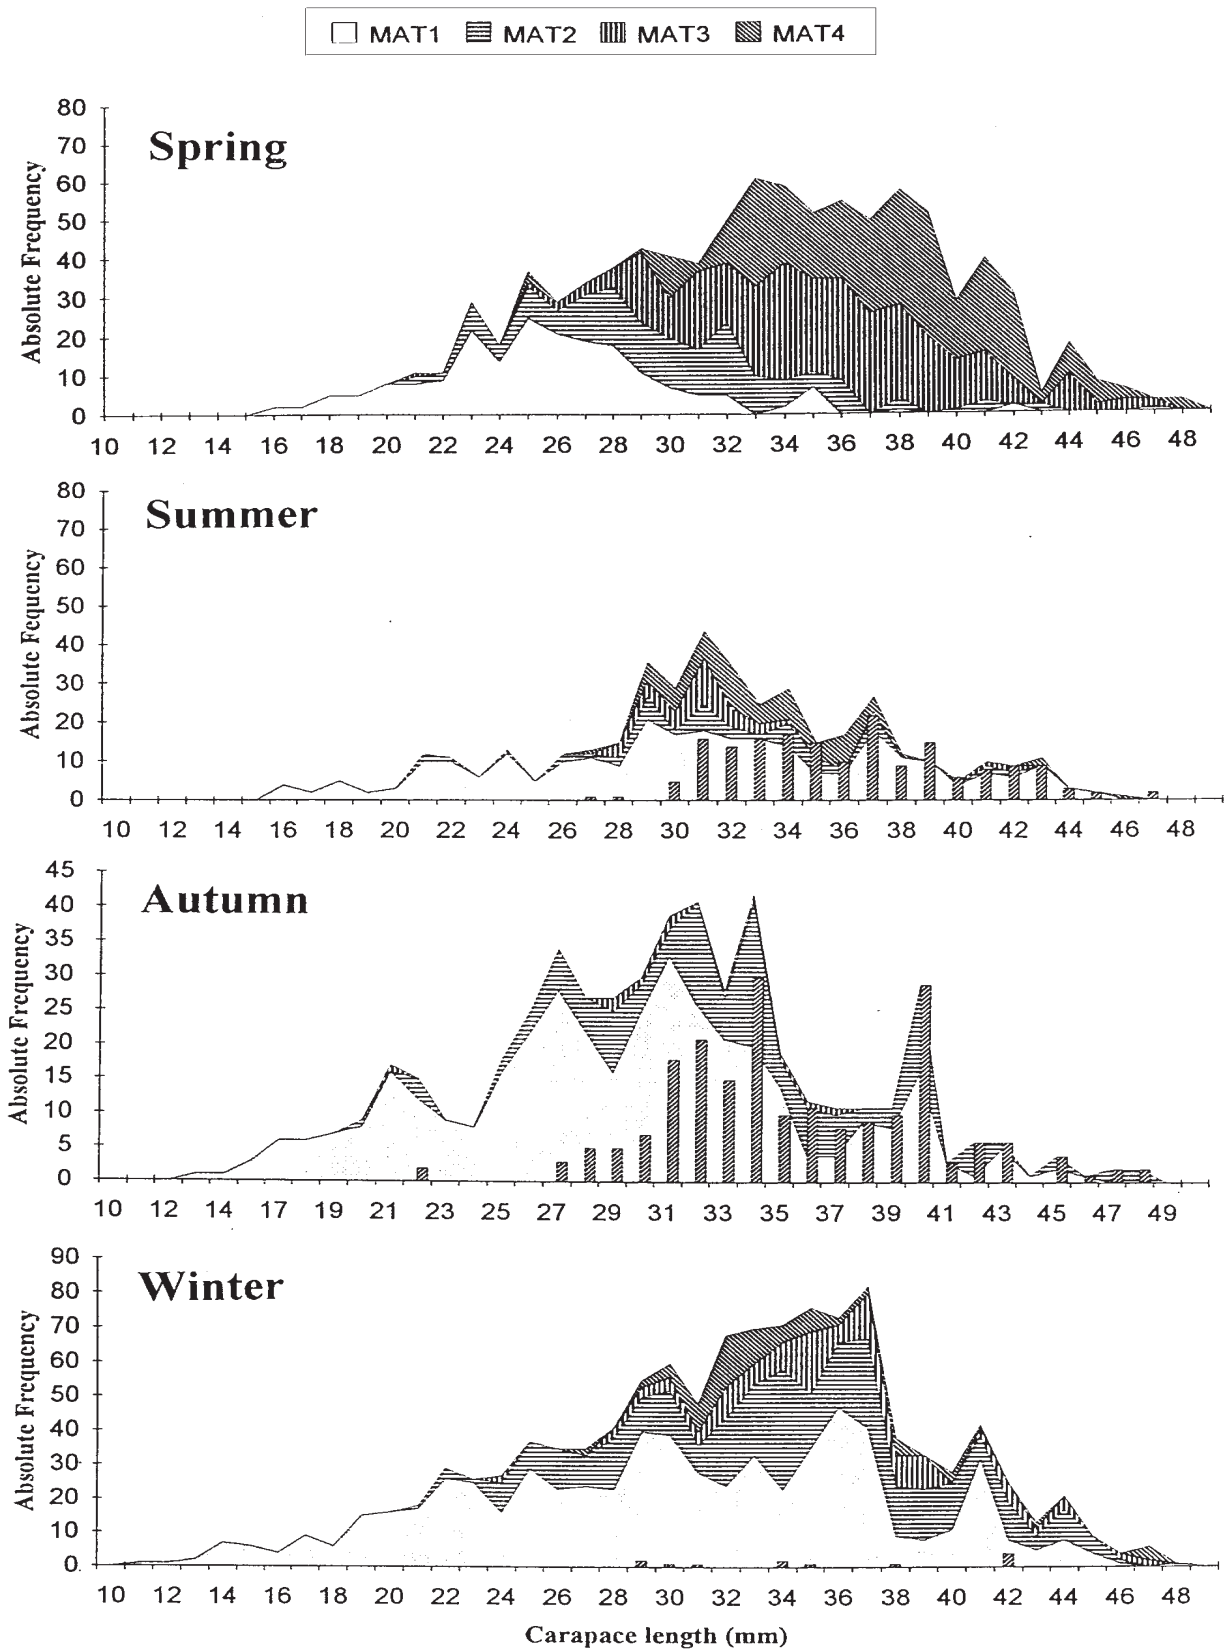 MAT1 MAT2 MAT3 MAT4
Spring
Absolute Frequency
80
70
60
50
40
30
20
10
0
10 12 14 16 18 20 22 24 26 28 30 32 34 36 38 40 42 44 46 48
Summer
Absolute Fequency
80
70
60
50
40
30
20
10
0
10 12 14 16 18 20 22 24 26 28 30 32 34 36 38 40 42 44 46 48
Autumn
Absolute Frequency
45
40
35
30
25
20
15
10
5
0
10 12 14 17 19 21 23 25 27 29 31 33 35 37 39 41 43 45 47 49
Winter
Absolute Frequency
90
80
70
60
50
40
30
20
10
0
10 12 14 16 18 20 22 24 26 28 30 32 34 36 38 40 42 44 46 48
Carapace length (mm)